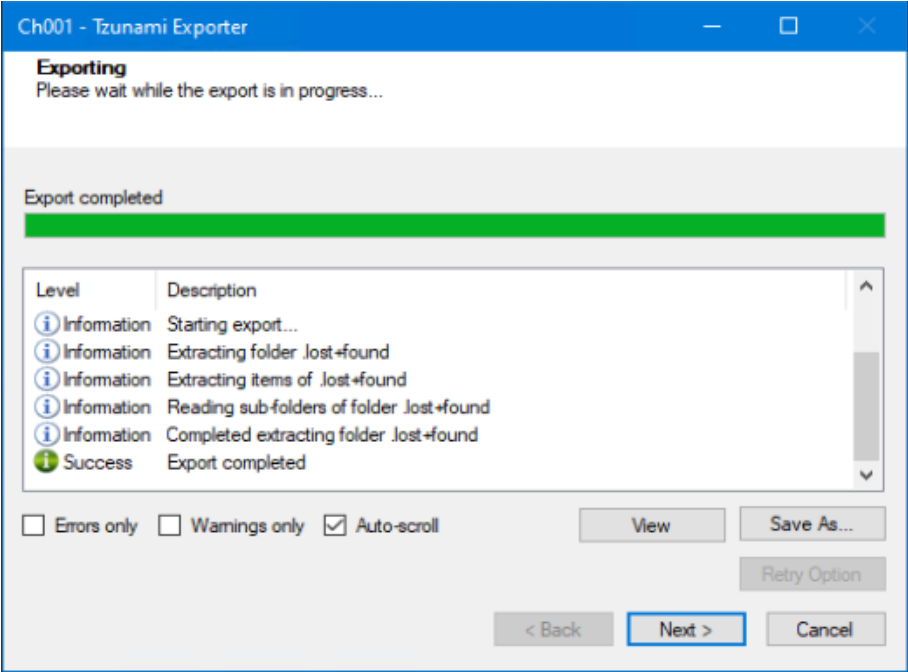 Ch001 - Tzunami Exporter
Exporting
Please wait while the export is in progress...
Export completed
Level Description
Information Starting export...
Information Extracting folder .lost+found
Information Extracting items of .lost+found
Information Reading sub-folders of folder .lost+found
Information Completed extracting folder .lost+found
Success Export completed
Errors only Warnings only Auto-scroll View Save As...
Retry Option
< Back Next > Cancel